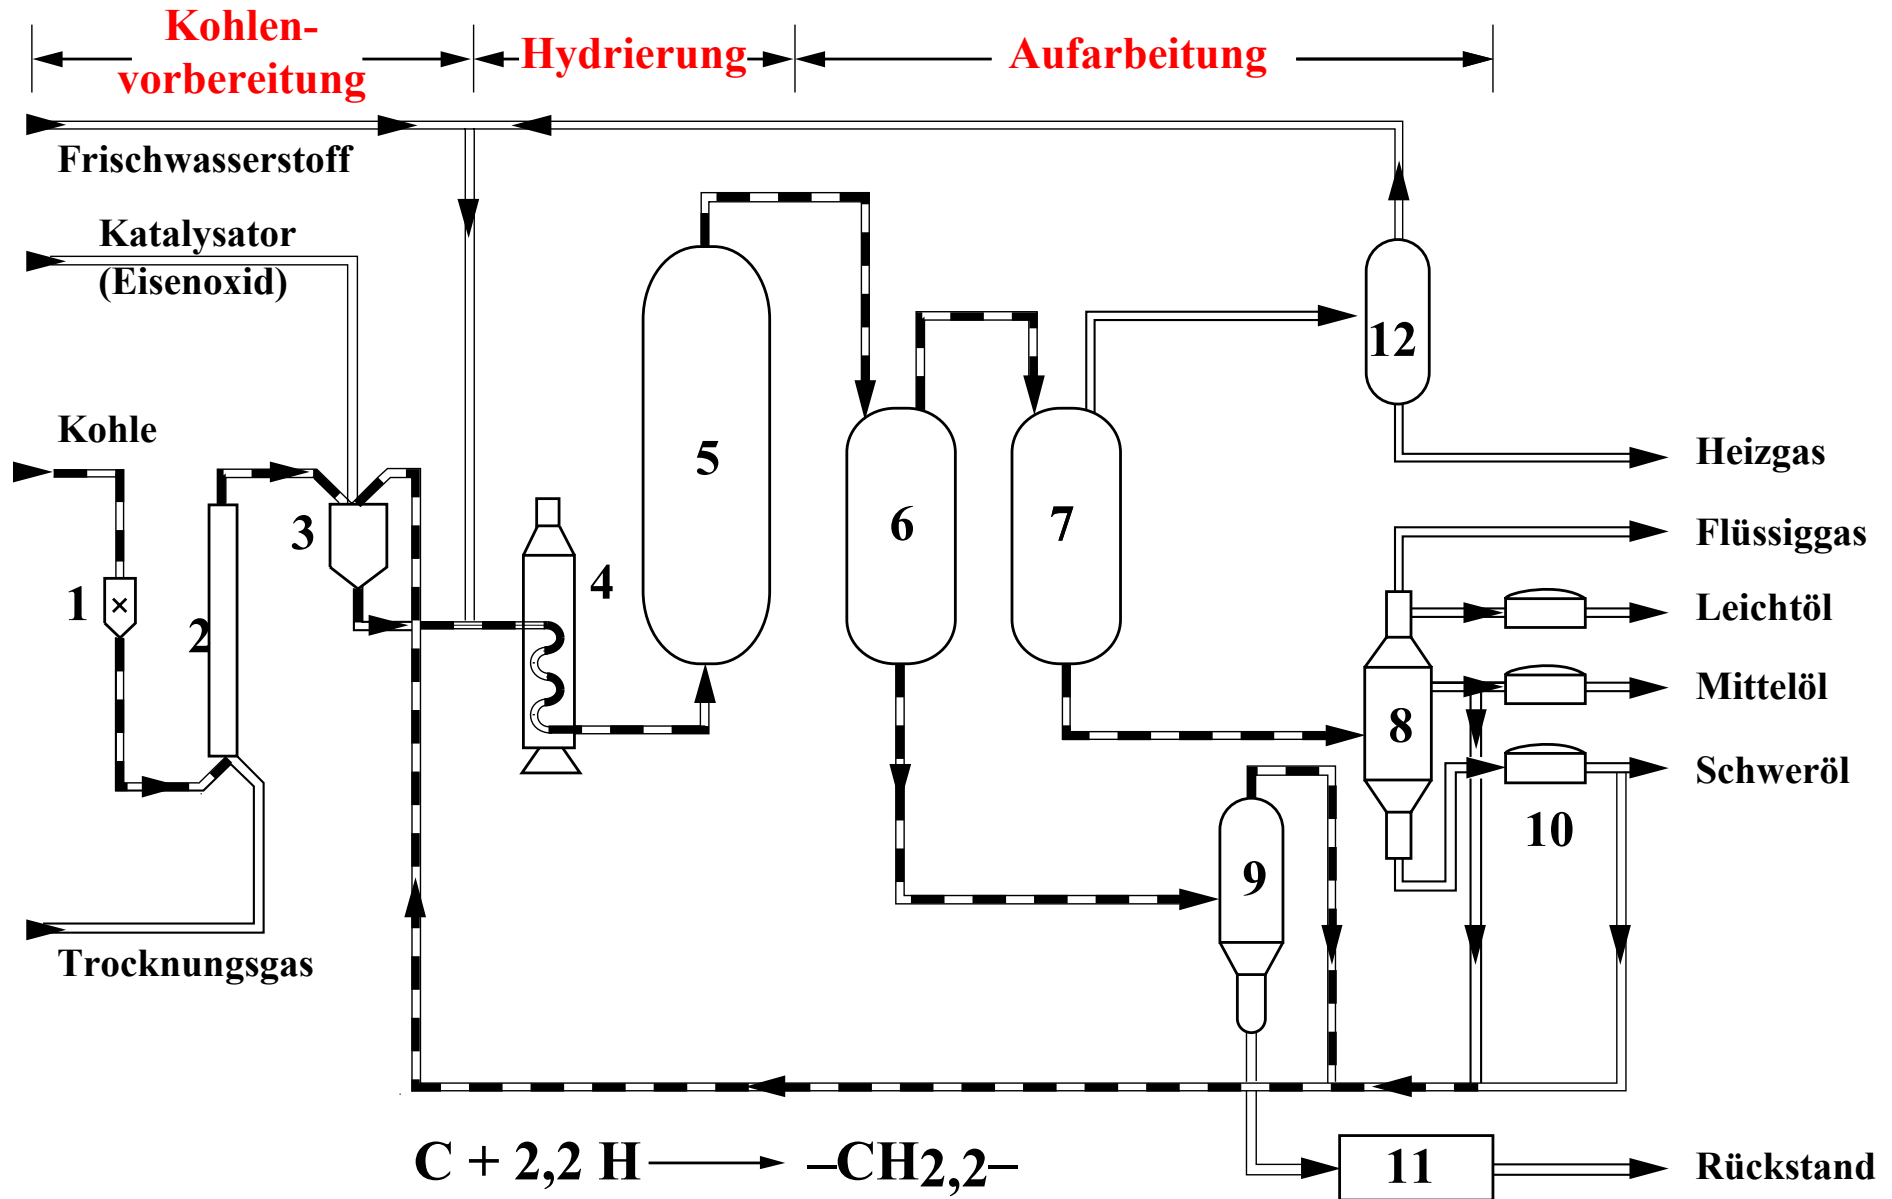 Kohlen-
vorbereitung
Hydrierung
Aufarbeitung
Frischwasserstoff
Katalysator
(Eisenoxid)
Kohle
Trocknungsgas
1
2
3
4
5
6
7
8
9
10
11
12
Heizgas
Flüssiggas
Leichtöl
Mittelöl
Schweröl
Rückstand
C + 2,2 H → –CH2,2–